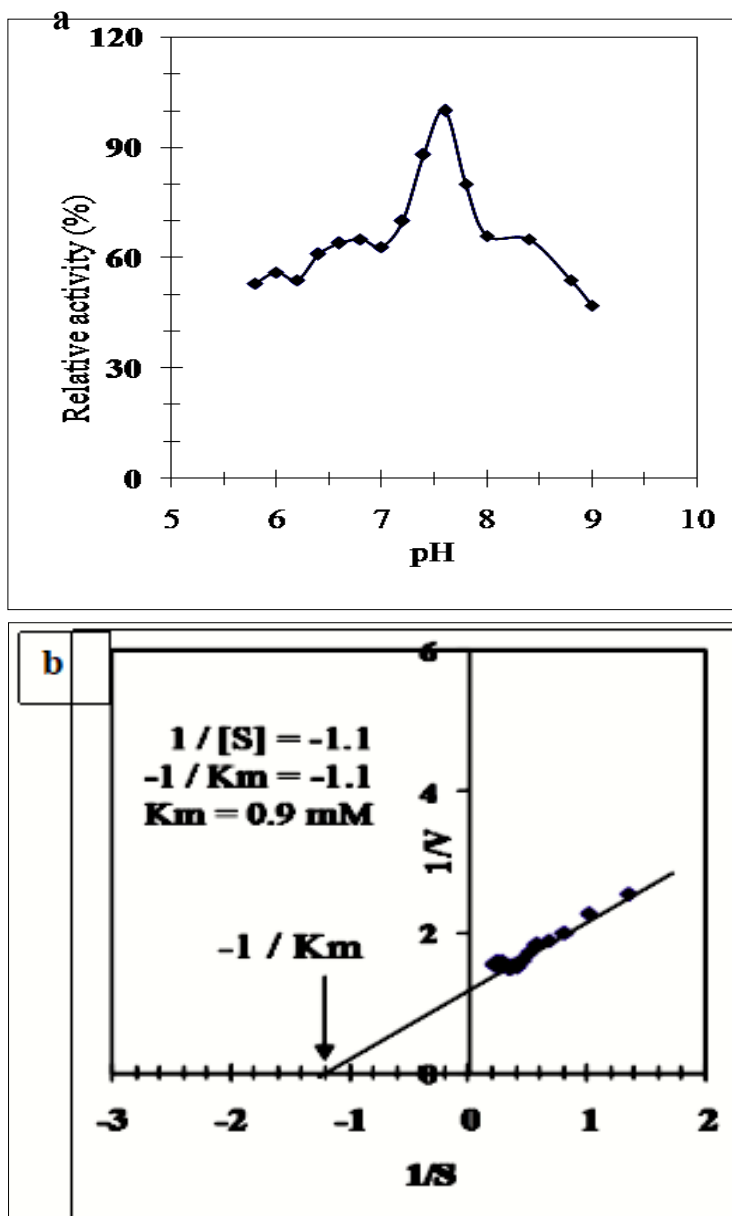 a
120
90
60
30
0
Relative activity (%)
5 6 7 8 9 10
pH
b
6
4
2
0
1/V
1 / [S] = -1.1
-1 / Km = -1.1
Km = 0.9 mM
-1 / Km
-3 -2 -1 0 1 2
1/S